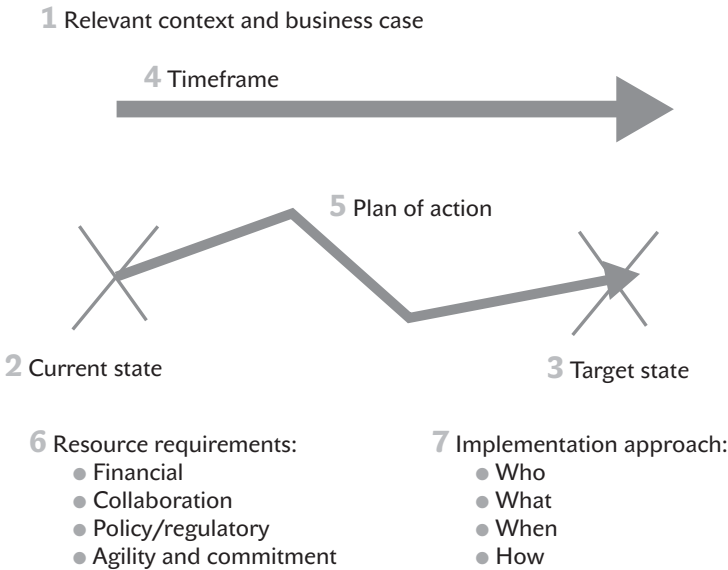 1 Relevant context and business case
4 Timeframe
5 Plan of action
2 Current state
3 Target state
6 Resource requirements:
● Financial
● Collaboration
● Policy/regulatory
● Agility and commitment
7 Implementation approach:
● Who
● What
● When
● How